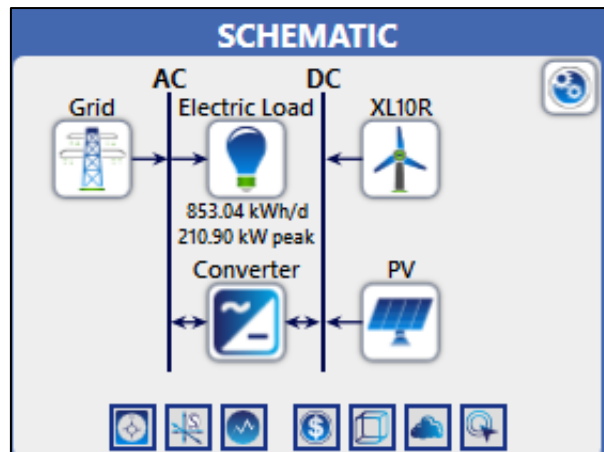 SCHEMATIC
AC DC
Grid Electric Load XL10R
853.04 kWh/d
210.90 kW peak
Converter PV